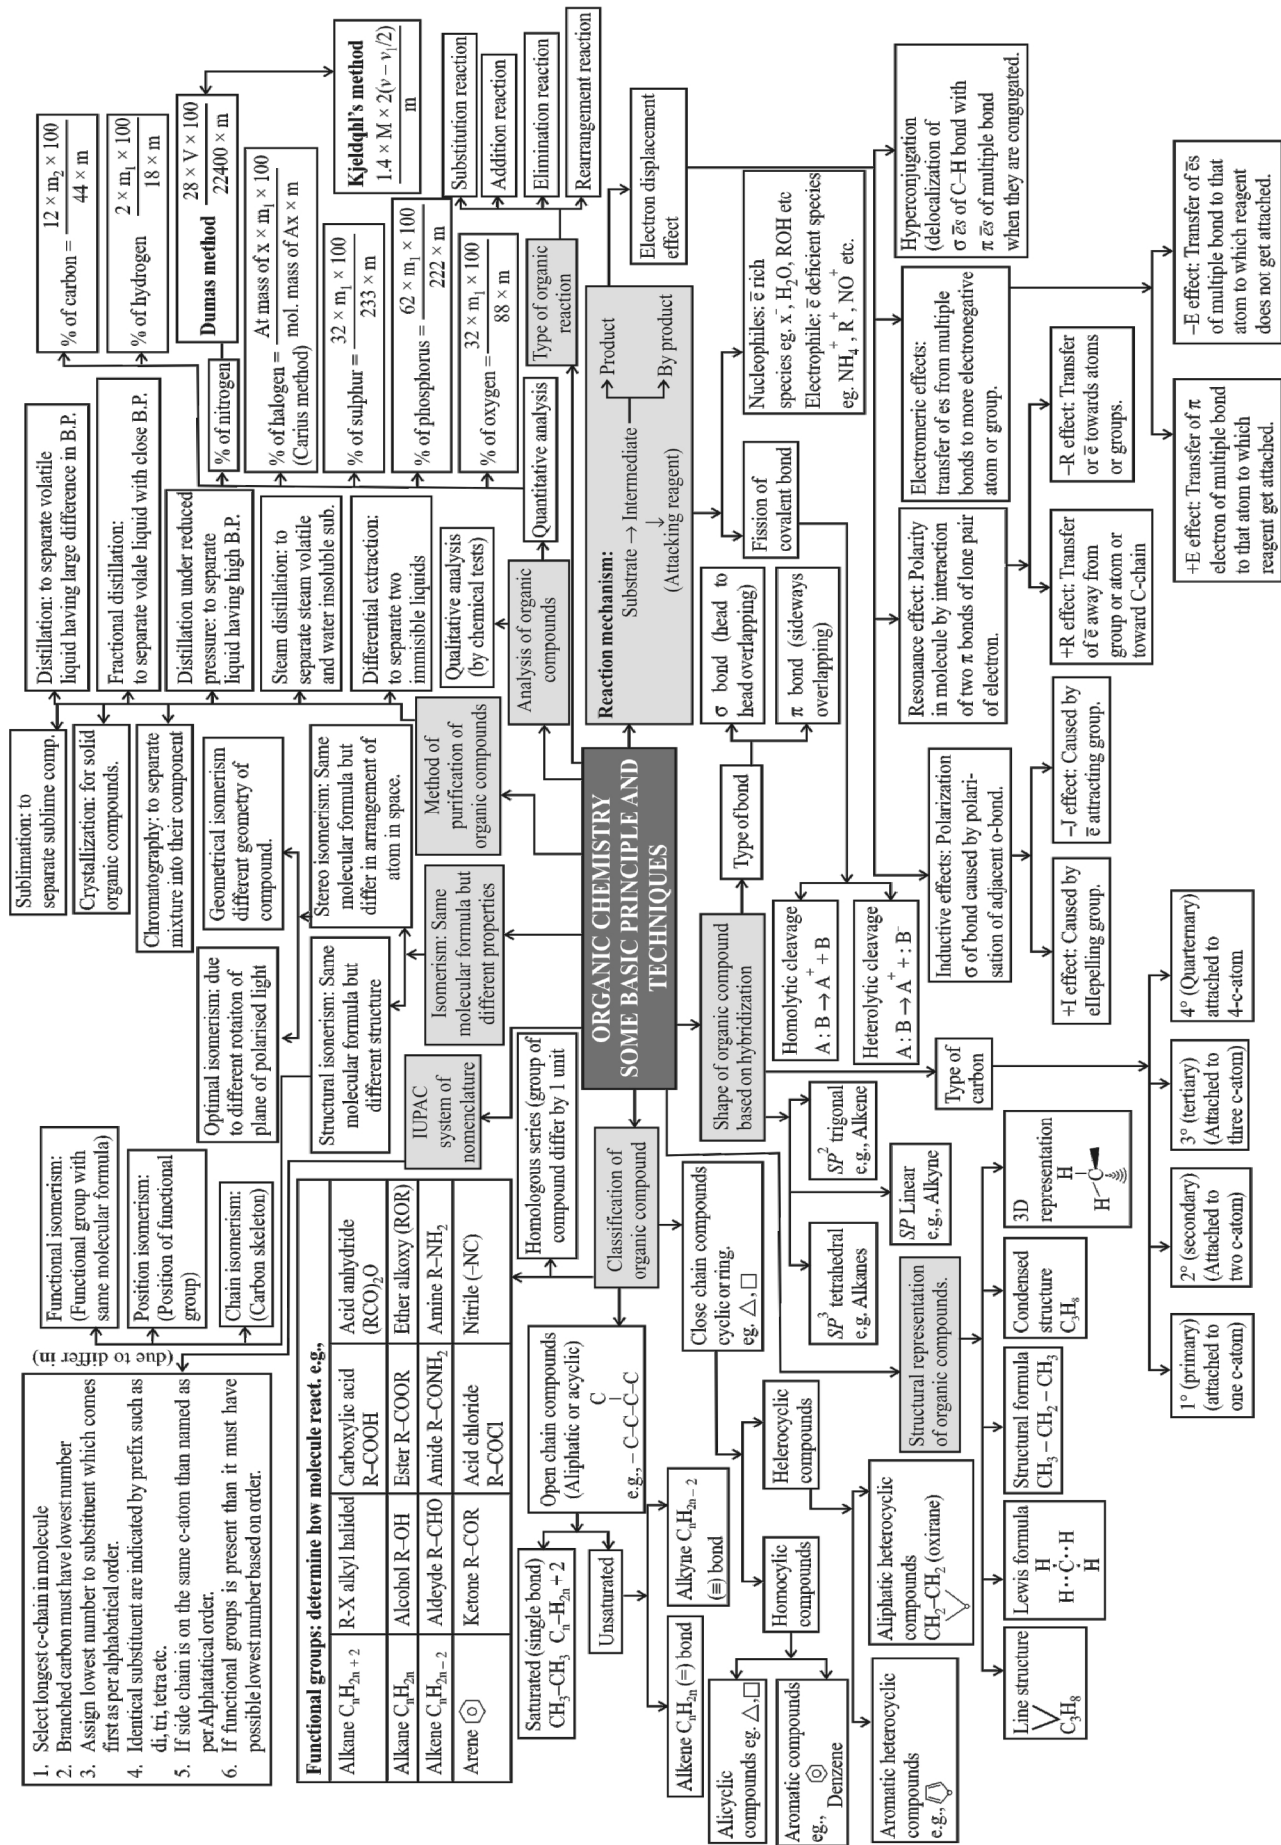 ORGANIC CHEMISTRY
SOME BASIC PRINCIPLE AND
TECHNIQUES
1. Select longest c-chain in molecule
2. Branched carbon must have lowest number
3. Assign lowest number to substituent which comes
first as per alphabatical order.
4. Identical substituent are indicated by prefix such as
di, tri, tetra etc.
5. If side chain is on the same c-atom than named as
per Alphatatical order.
6. If functional groups is present than it must have
possible lowest number based on order.
(due to differ in)
Functional isomerism:
(Functional group with
same molecular formula)
Position isomerism:
(Position of function
group)
Chain isomerism:
(Carbon skeleton)
Optimal isomerism: due
to different rotaiton of
plane of polarised light
Geometrical isomerism
different geometry of
compound.
Structural isonerism: Same
molecular formula but
different structure
Stereo isomerism: Same
molecular formula but
differ in arrangement of
atom in space.
IUPAC
system of
nomenclature
Isomerism: Same
molecular formula but
different properties
Method of
purification of
organic compounds
Sublimation: to
separate sublime comp.
Crystallization: for solid
organic compounds.
Chromatography: to separate
mixture into their component
Distillation: to separate volatile
liquid having large difference in B.P.
Fractional distillation:
to separate volale liquid with close B.P.
Distillation under reduced
pressure: to separate
liquid having high B.P.
Steam distillation: to
separate steam volatile
and water insoluble sub.
Differential extraction:
to separate two
immisible liquids
Analysis of organic
compounds
Qualitative analysis
(by chemical tests)
Quantitative analysis
% of carbon = 12 × m₂ × 100 / 44 × m
% of hydrogen 2 × m₁ × 100 / 18 × m
% of nitrogen
28 × V × 100 / 22400 × m
Dumas method
Kjeldqhl's method
1.4 × M × 2(v – v₁/2) / m
% of halogen = At mass of x × m₁ × 100 / mol. mass of Ax × m
(Carius method)
% of sulphur = 32 × m₁ × 100 / 233 × m
% of phosphorus = 62 × m₁ × 100 / 222 × m
% of oxygen = 32 × m₁ × 100 / 88 × m
Type of organic
reaction
Substitution reaction
Addition reaction
Elimination reaction
Rearrangement reaction
Reaction mechanism:
Substrate → Intermediate
(Attacking reagent)
Product
By product
Electron displacement
effect
Fission of
covalent bond
Nucleophiles: ē rich
species eg. x⁻, H₂O, ROH etc
Electrophile: ē deficient species
eg. NH₄⁺, R⁺, NO⁺ etc.
Homolytic cleavage
A : B → A⁺ + B
Heterolytic cleavage
A : B → A⁺ + : B⁻
Hyperconjugation
(delocalization of
σ ēs of C–H bond with
π ēs of multiple bond
when they are congugated.
Electromeric effects:
transfer of es from multiple
bonds to more electronegative
atom or group.
+E effect: Transfer of π
electron of multiple bond
to that atom to which
reagent get attached.
–E effect: Transfer of ēs
of multiple bond to that
atom to which reagent
does not get attached.
Resonance effect: Polarity
in molecule by interaction
of two π bonds of lone pair
of electron.
+R effect: Transfer
of ē away from
group or atom or
toward C-chain
–R effect: Transfer
or ē towards atoms
or groups.
Inductive effects: Polarization
σ of bond caused by polari-
sation of adjacent o-bond.
+I effect: Caused by
elIepelling group.
–J effect: Caused by
ē attracting group.
Shape of organic compound
based on hybridization
Type of bond
σ bond (head to
head overlapping)
π bond (sideways
overlapping)
SP³ tetrahedral
e.g, Alkanes
SP² trigonal
e.g., Alkene
SP Linear
e.g., Alkyne
Type of
carbon
1° (primary)
(attached to
one c-atom)
2° (secondary)
(Attached to
two c-atom)
3° (tertiary)
(Attached to
three c-atom)
4° (Quarternary)
attached to
4-c-atom
Structural representation
of organic compounds.
Line structure
C₃H₈
Lewis formula
H
H··C··H
H
Structural formula
CH₃ – CH₂ – CH₃
Condensed
structure
C₃H₈
3D
representation
H
H
C
Classification of
organic compound
Homologous series (group of
compound differ by 1 unit
Functional groups: determine how molecule react. e.g.,
Alkane CₙH₂ₙ₊₂
R–X alkyl halided
Carboxylic acid
R–COOH
Acid anhydride
(RCO)₂O
Alkane CₙH₂ₙ
Alcohol R–OH
Ester R–COOR
Ether alkoxy (ROR)
Alkene CₙH₂ₙ₋₂
Aldeyde R–CHO
Amide R–CONH₂
Amine R–NH₂
Arene
Ketone R–COR
Acid chloride
R–COCl
Nitrile (–NC)
Open chain compounds
(Aliphatic or acyclic)
C
e.g., – C–C–C–C
Saturated (single bond)
CH₃–CH₃ Cₙ–H₂ₙ + 2
Unsaturated
Alkene CₙH₂ₙ (=) bond
Alkyne CₙH₂ₙ₋₂
(≡) bond
Close chain compounds
cyclic or ring.
eg. △, □
Homocylic
compounds
Helerocyclic
compounds
Alicyclic
compounds eg. △, □
Aromatic compounds
eg.,
Denzene
Aromatic heterocyclic
compounds
e.g.,
Aliphatic heterocyclic
compounds
CH₂–CH₂ (oxirane)
O